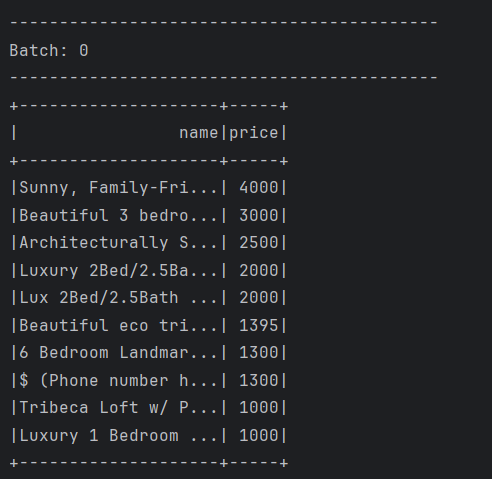 -------------------------------------------
Batch: 0
-------------------------------------------
+--------------------+-----+
|                name|price|
+--------------------+-----+
|Sunny, Family-Fri...| 4000|
|Beautiful 3 bedro...| 3000|
|Architecturally S...| 2500|
|Luxury 2Bed/2.5Ba...| 2000|
|Lux 2Bed/2.5Bath ...| 2000|
|Beautiful eco tri...| 1395|
|6 Bedroom Landmar...| 1300|
|$ (Phone number h...| 1300|
|Tribeca Loft w/ P...| 1000|
|Luxury 1 Bedroom ...| 1000|
+--------------------+-----+